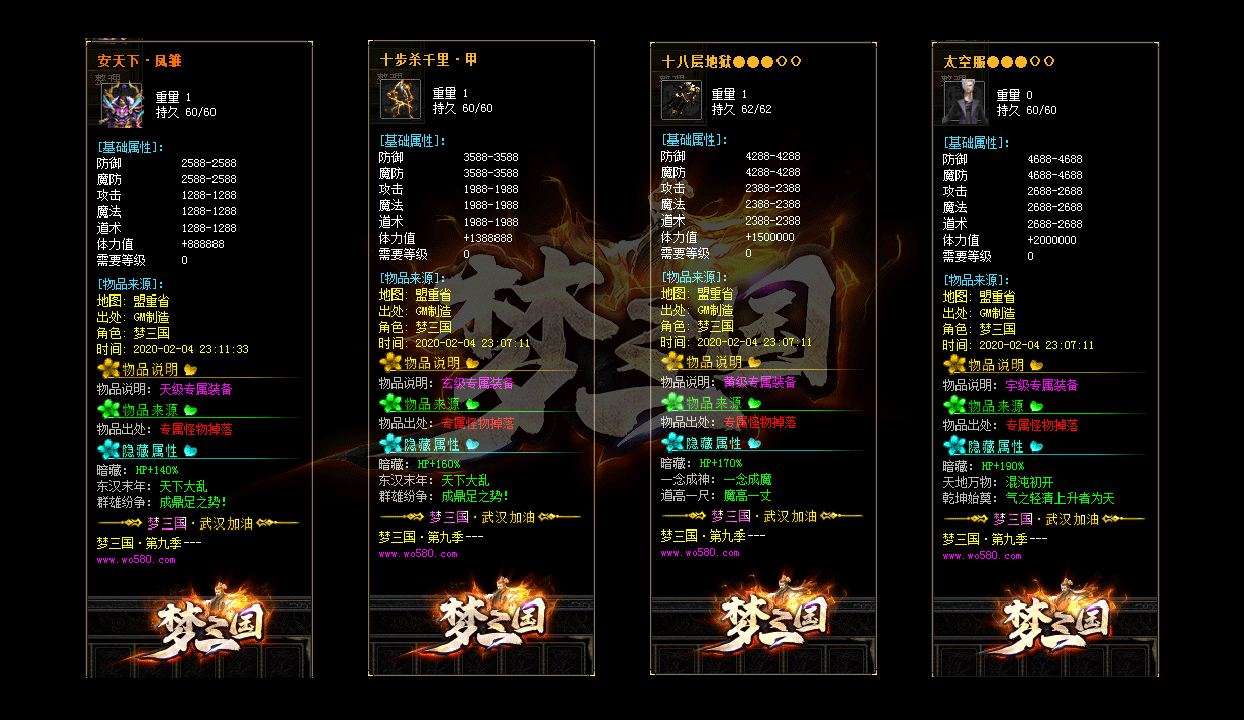 安天下·凤雏
整理
重量 1
持久 60/60
[基础属性]:
防御 2588-2588
魔防 2588-2588
攻击 1288-1288
魔法 1288-1288
道术 1288-1288
体力值 +888888
需要等级 0
[物品来源]:
地图: 盟重省
出处: GM制造
角色: 梦三国
时间: 2020-02-04 23:11:33
物品说明
物品说明: 天级专属装备
物品来源
物品出处: 专属怪物掉落
隐藏属性
暗藏: HP+140%
东汉末年: 天下大乱
群雄纷争: 成鼎足之势!
梦三国·武汉加油
梦三国·第九季---
www.wo580.com
梦三国
十步杀千里·甲
整理
重量 1
持久 60/60
[基础属性]:
防御 3588-3588
魔防 3588-3588
攻击 1988-1988
魔法 1988-1988
道术 1988-1988
体力值 +1388888
需要等级 0
[物品来源]:
地图: 盟重省
出处: GM制造
角色: 梦三国
时间: 2020-02-04 23:07:11
物品说明
物品说明: 玄级专属装备
物品来源
物品出处: 专属怪物掉落
隐藏属性
暗藏: HP+160%
东汉末年: 天下大乱
群雄纷争: 成鼎足之势!
梦三国·武汉加油
梦三国·第九季---
www.wo580.com
梦三国
十八层地狱●●●○○
整理
重量 1
持久 62/62
[基础属性]:
防御 4288-4288
魔防 4288-4288
攻击 2388-2388
魔法 2388-2388
道术 2388-2388
体力值 +1500000
需要等级 0
[物品来源]:
地图: 盟重省
出处: GM制造
角色: 梦三国
时间: 2020-02-04 23:07:11
物品说明
物品说明: 黄级专属装备
物品来源
物品出处: 专属怪物掉落
隐藏属性
暗藏: HP+170%
一念成神: 一念成魔
道高一尺: 魔高一丈
梦三国·武汉加油
梦三国·第九季---
www.wo580.com
梦三国
太空服●●●○○
整理
重量 0
持久 60/60
[基础属性]:
防御 4688-4688
魔防 4688-4688
攻击 2688-2688
魔法 2688-2688
道术 2688-2688
体力值 +2000000
需要等级 0
[物品来源]:
地图: 盟重省
出处: GM制造
角色: 梦三国
时间: 2020-02-04 23:07:11
物品说明
物品说明: 宇级专属装备
物品来源
物品出处: 专属怪物掉落
隐藏属性
暗藏: HP+190%
天地万物: 混沌初开
乾坤始奠: 气之轻清上升者为天
梦三国·武汉加油
梦三国·第九季---
www.wo580.com
梦三国
梦三国